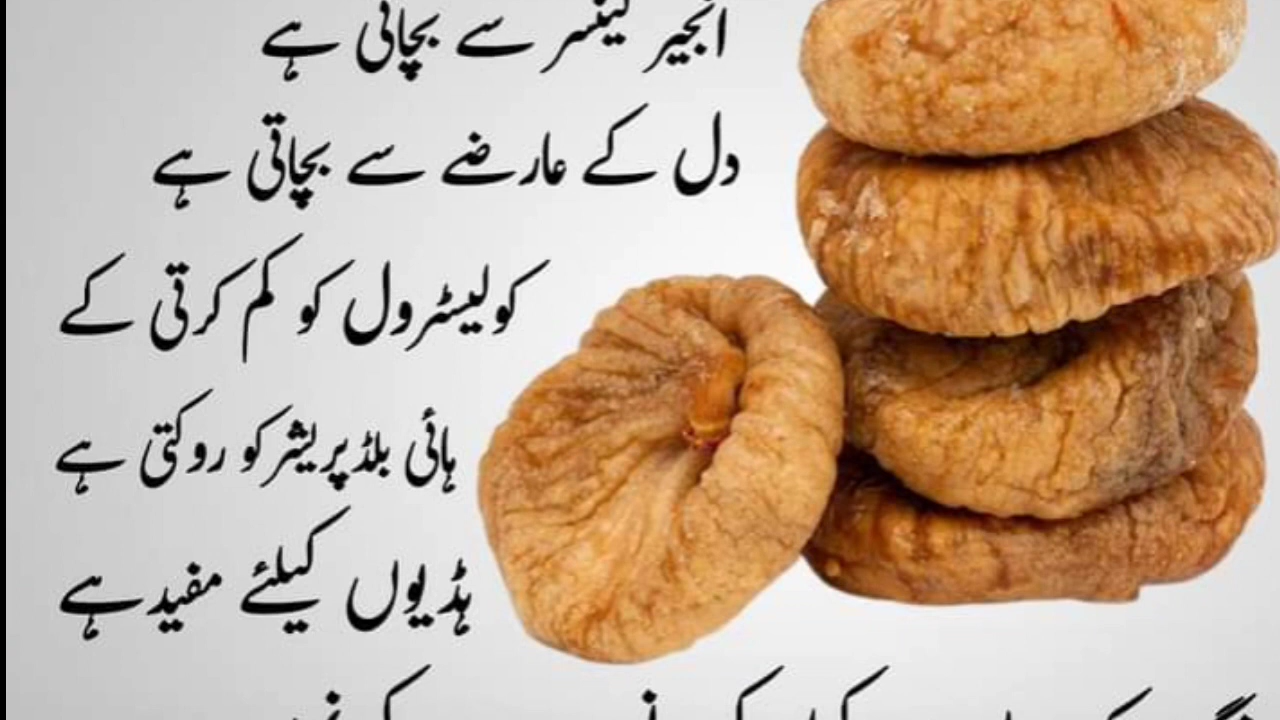 انجیر کینسر سے بچاتی ہے
دل کے عارضے سے بچاتی ہے
کولیسٹرول کو کم کرتی کے
ہائی بلڈ پریشر کو روکتی ہے
ہڈیوں کیلئے مفید ہے